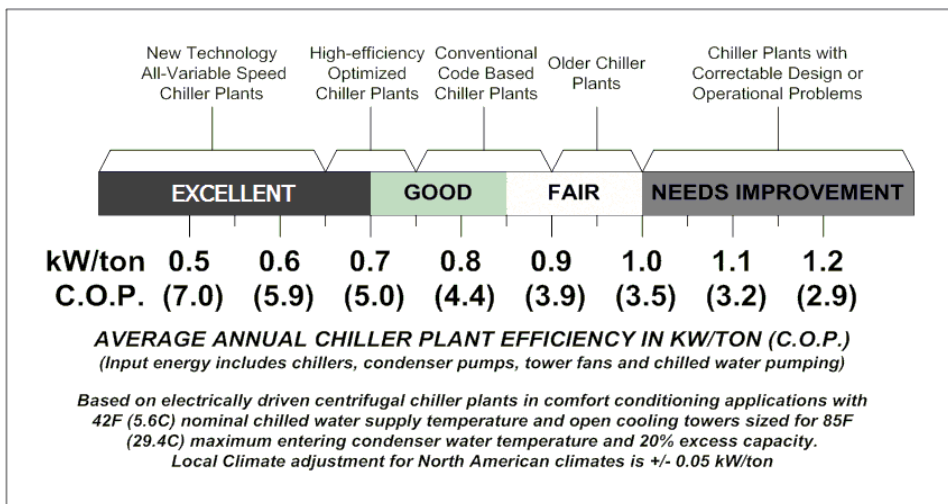 New Technology
All-Variable Speed
Chiller Plants
High-efficiency
Optimized
Chiller Plants
Conventional
Code Based
Chiller Plants
Older Chiller
Plants
Chiller Plants with
Correctable Design or
Operational Problems
EXCELLENT GOOD FAIR NEEDS IMPROVEMENT
kW/ton 0.5 0.6 0.7 0.8 0.9 1.0 1.1 1.2
C.O.P. (7.0) (5.9) (5.0) (4.4) (3.9) (3.5) (3.2) (2.9)
AVERAGE ANNUAL CHILLER PLANT EFFICIENCY IN KW/TON (C.O.P.)
(Input energy includes chillers, condenser pumps, tower fans and chilled water pumping)
Based on electrically driven centrifugal chiller plants in comfort conditioning applications with
42F (5.6C) nominal chilled water supply temperature and open cooling towers sized for 85F
(29.4C) maximum entering condenser water temperature and 20% excess capacity.
Local Climate adjustment for North American climates is +/- 0.05 kW/ton